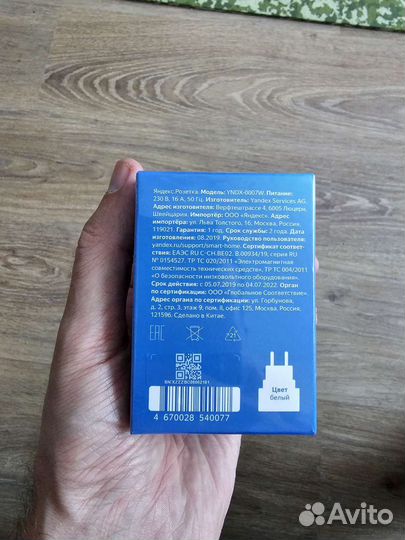 Яндекс Розетка. Модель: YNDX-0007W. Питание:
230 В, 16 А, 50 Гц. Изготовитель: Yandex Services AG.
Адрес изготовителя: Верфтештрассе 4, 6005 Люцерн,
Швейцария. Импортёр: ООО «Яндекс». Адрес
импортёра: ул. Льва Толстого, 16, Москва, Россия,
119021. Гарантия: 1 год. Срок службы: 2 года. Дата
изготовления: 08.2019. Руководство пользователя:
yandex.ru/support/smart-home. Сертификат соответствия:
ЕАЭС RU С-CH.BE02.B.00934/19, серия RU
№ 0154527. ТР ТС 020/2011 «Электромагнитная
совместимость технических средств», ТР ТС 004/2011
«О безопасности низковольтного оборудования».
Срок действия: с 05.07.2019 по 04.07.2022. Орган по
сертификации: ООО «Глобальное Соответствие».
Адрес органа по сертификации: ул. Горбунова,
д. 2, стр. 3, этаж 9, пом. II, офис 125, Москва, Россия,
121596. Сделано в Китае.
EAC
21
Цвет
белый
4 670028 540077
Avito